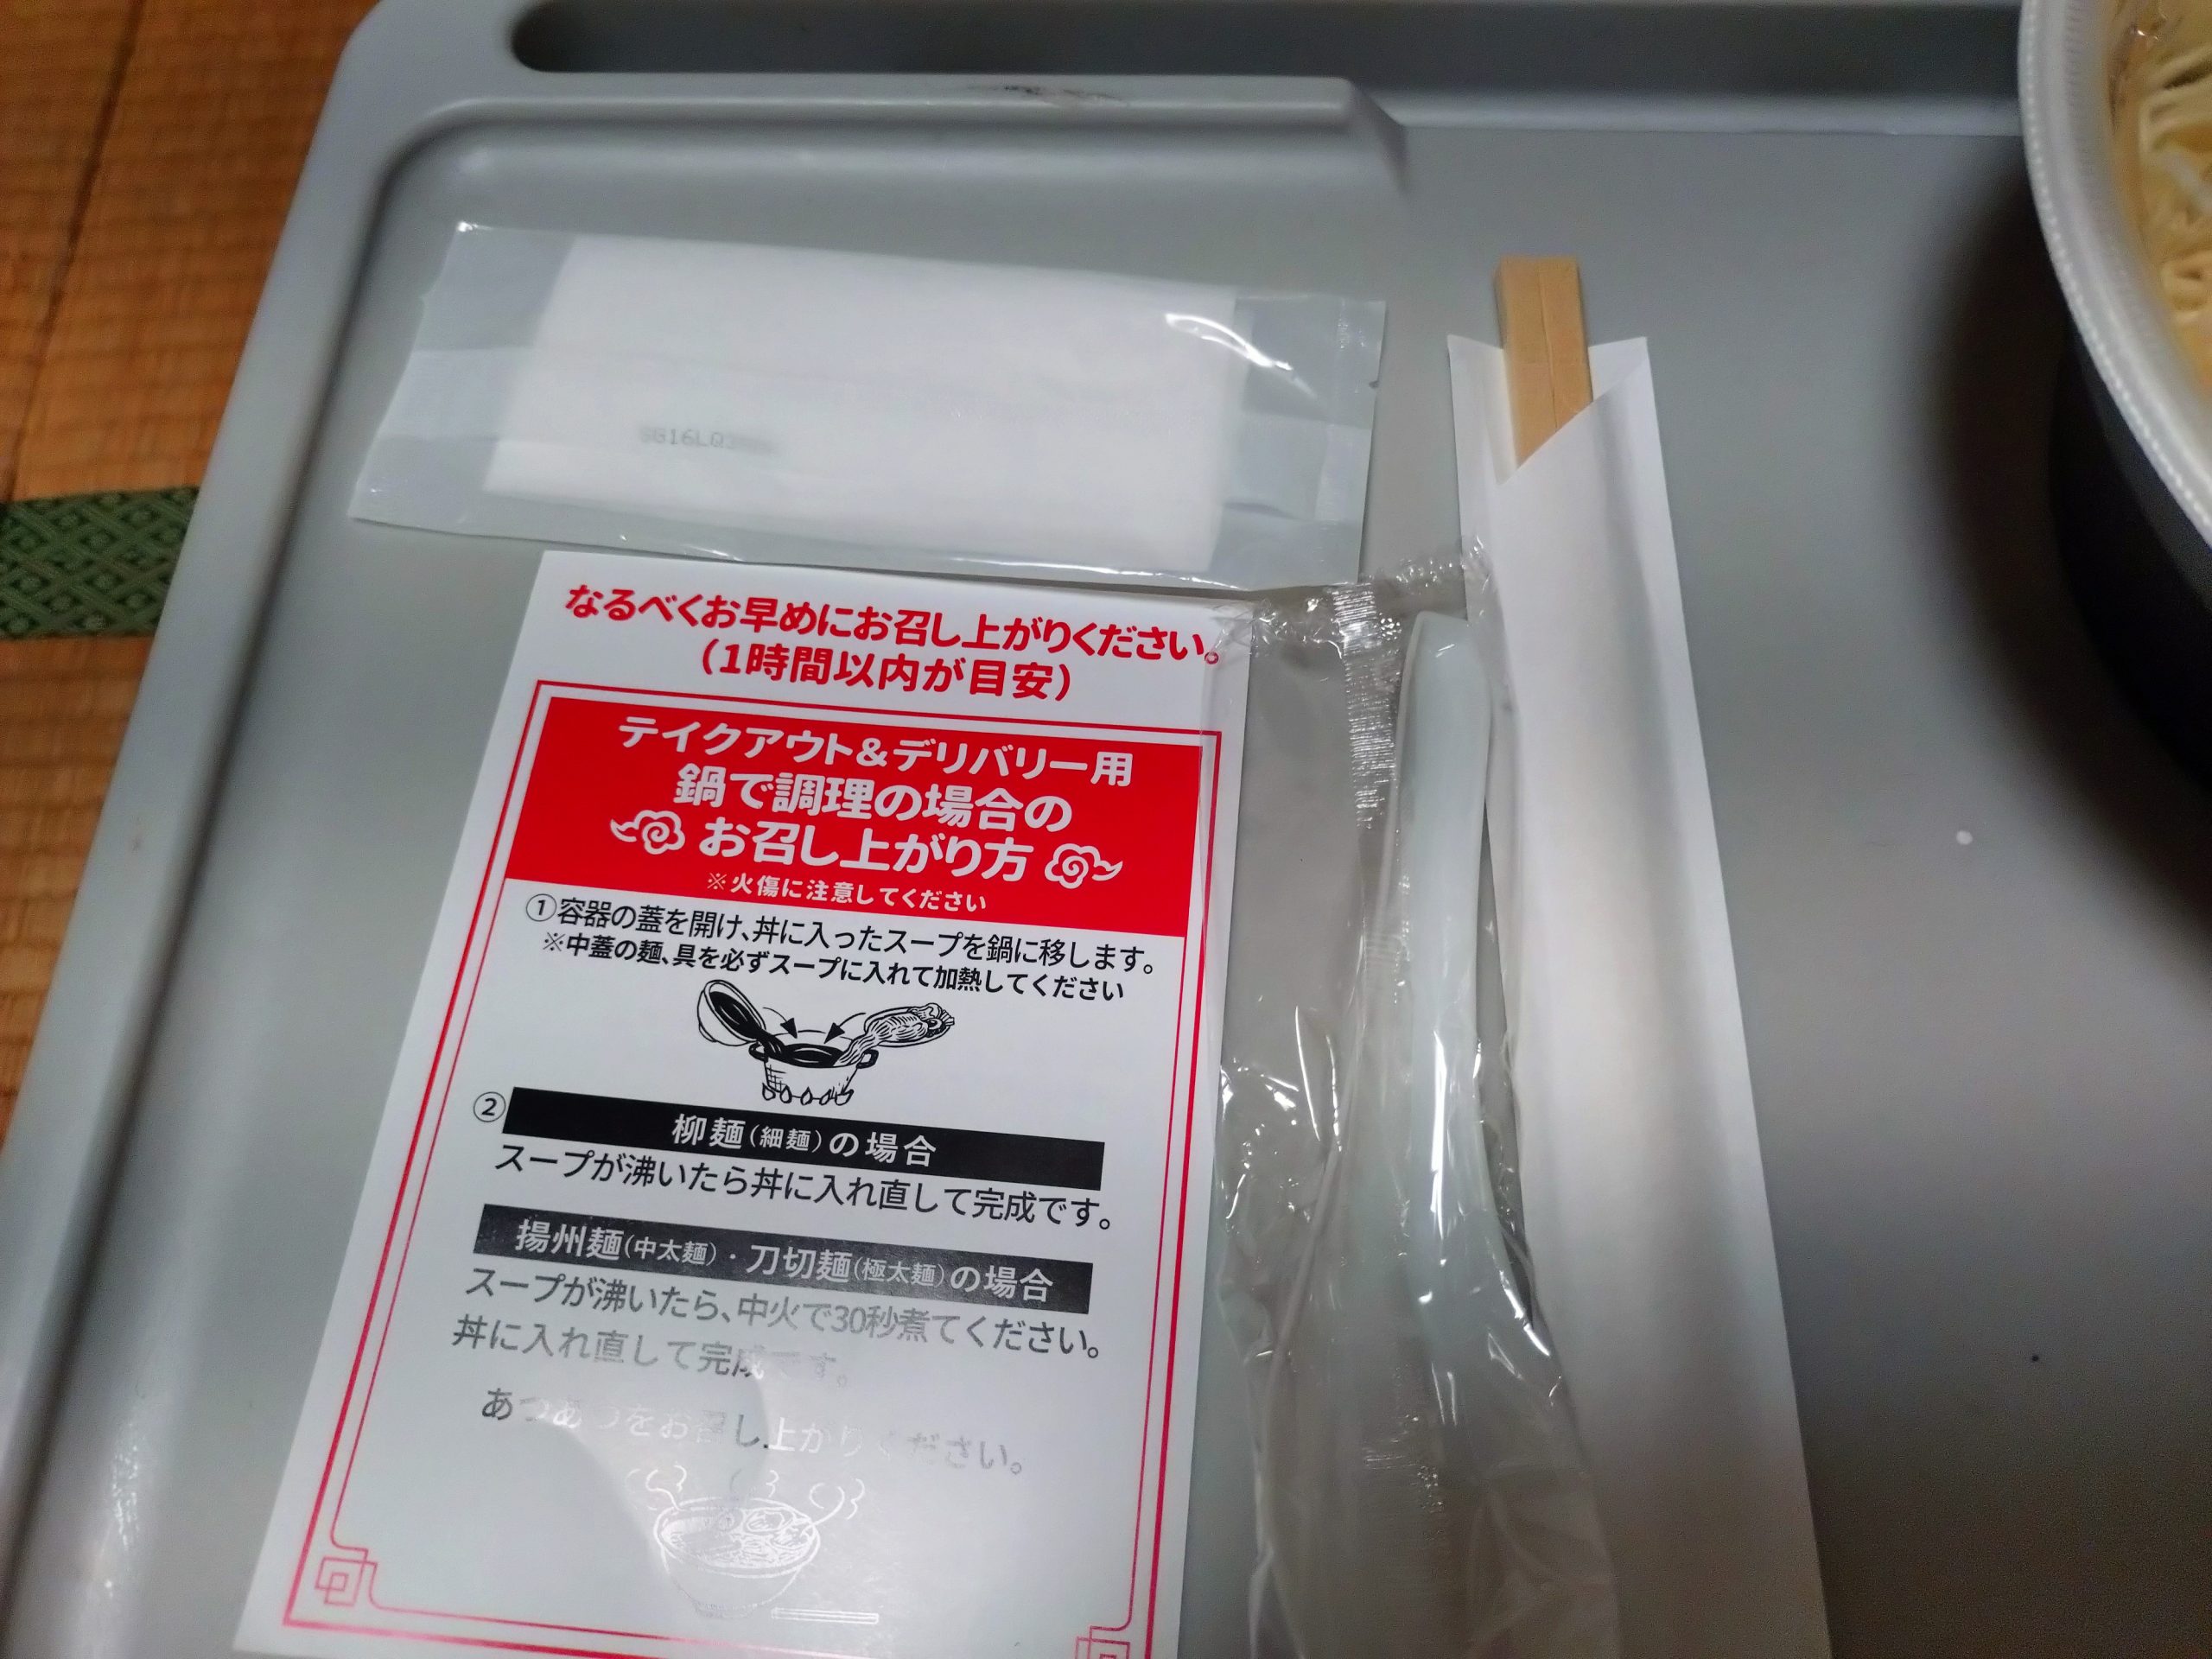 なるべくお早めにお召し上がりください。
(1時間以内が目安)
テイクアウト&デリバリー用
鍋で調理の場合の
お召し上がり方
※火傷に注意してください
①容器の蓋を開け、丼に入ったスープを鍋に移します。
※中蓋の麺、具を必ずスープに入れて加熱してください
②
柳麺(細麺)の場合
スープが沸いたら丼に入れ直して完成です。
揚州麺(中太麺)・刀切麺(極太麺)の場合
スープが沸いたら、中火で30秒煮てください。
丼に入れ直して完成です。
あつあつをお召し上がりください。